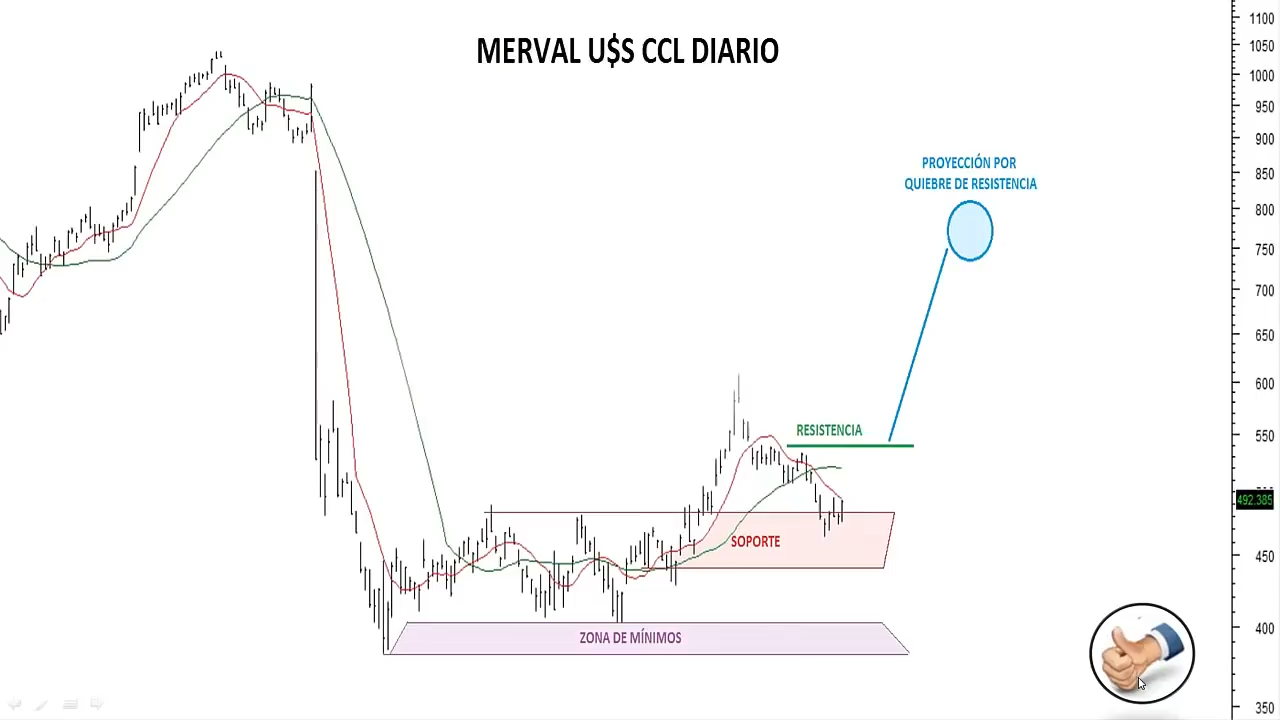 MERVAL U$S CCL DIARIO
1100
1050
1000
950
900
850
800
750
700
650
600
550
492.385
450
400
350
PROYECCIÓN POR
QUIEBRE DE RESISTENCIA
RESISTENCIA
SOPORTE
ZONA DE MÍNIMOS